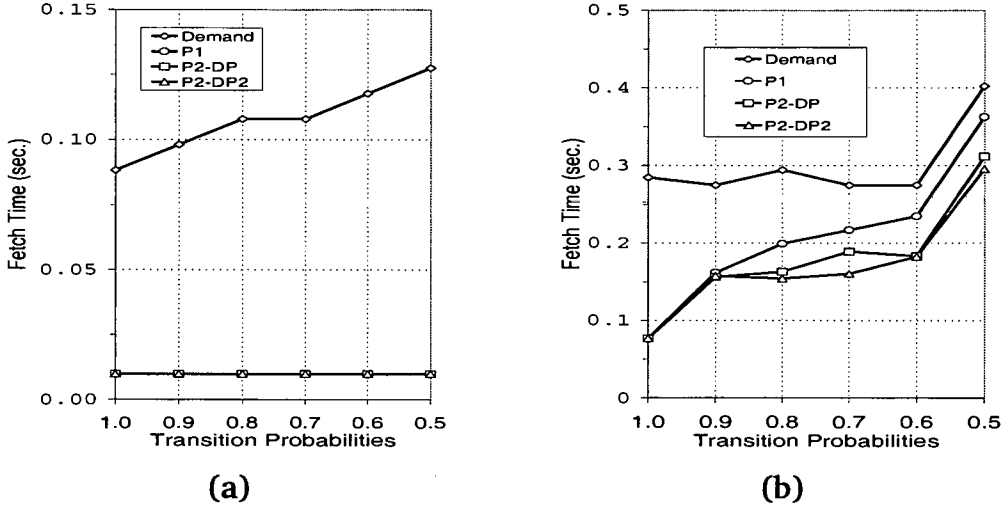 0.15
Demand
P1
P2-DP
P2-DP2
0.10
0.05
0.00
Fetch Time (sec.)
1.0 0.9 0.8 0.7 0.6 0.5
Transition Probabilities
(a)
0.5
Demand
P1
P2-DP
P2-DP2
0.4
0.3
0.2
0.1
0
Fetch Time (sec.)
1.0 0.9 0.8 0.7 0.6 0.5
Transition Probabilities
(b)